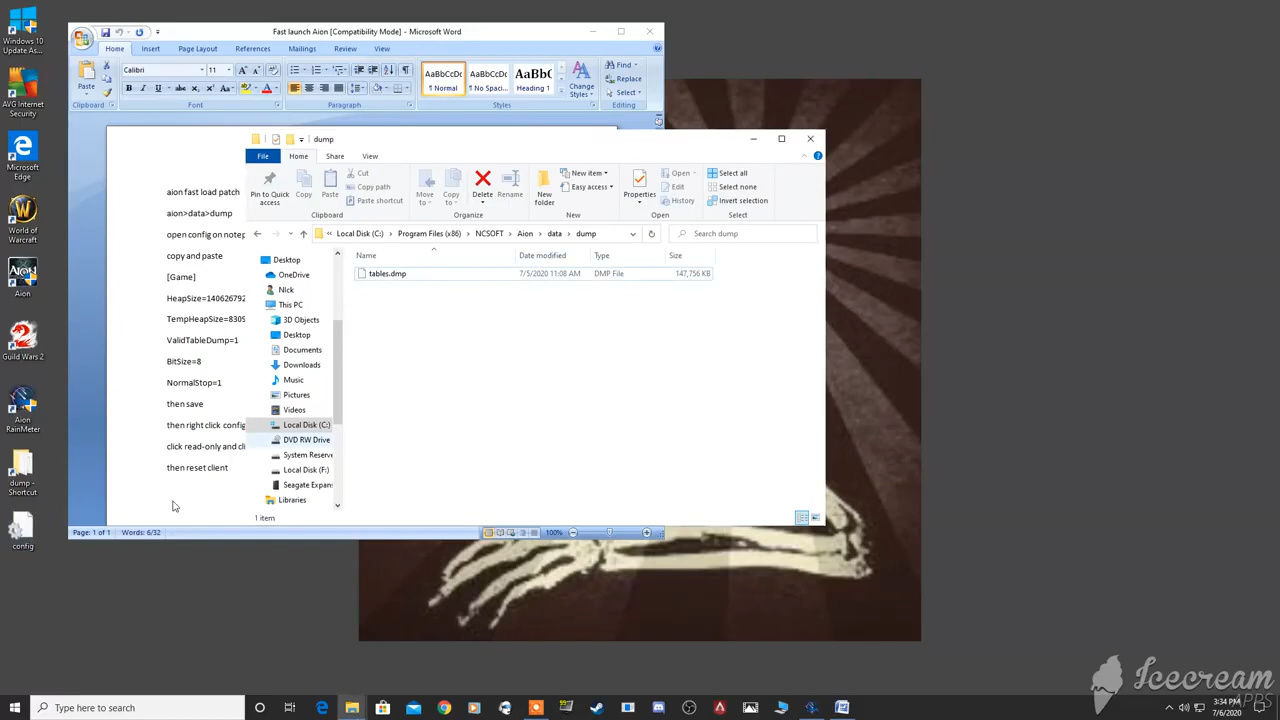 Windows 10
Update As...
AVG Internet
Security
Microsoft
Edge
World of
Warcraft
Aion
Guild Wars 2
Aion
RainMeter
dump -
Shortcut
config
Fast launch Aion [Compatibility Mode] - Microsoft Word
Home Insert Page Layout References Mailings Review View
Paste
Clipboard
Calibri 11
Font
Paragraph
AaBbCcDc AaBbCcDc AaBbC
¶ Normal ¶ No Spaci... Heading 1
Change
Styles
Styles
Find
Replace
Select
Editing
aion fast load patch
aion>data>dump
open config on notep
copy and paste
[Game]
HeapSize=140626792
TempHeapSize=8309
ValidTableDump=1
BitSize=8
NormalStop=1
then save
then right click config
click read-only and cli
then reset client
Page: 1 of 1 Words: 6/32
100%
dump
File Home Share View
Pin to Quick
access
Copy
Paste
Cut
Copy path
Paste shortcut
Clipboard
Move
to
Copy
to
Delete
Rename
Organize
New
folder
New item
Easy access
New
Properties
Open
Edit
History
Open
Select all
Select none
Invert selection
Select
« Local Disk (C:) › Program Files (x86) › NCSOFT › Aion › data › dump
Search dump
Name Date modified Type Size
tables.dmp 7/5/2020 11:08 AM DMP File 147,756 KB
Desktop
OneDrive
NIck
This PC
3D Objects
Desktop
Documents
Downloads
Music
Pictures
Videos
Local Disk (C:)
DVD RW Drive
System Reserve
Local Disk (F:)
Seagate Expan
Libraries
1 item
Type here to search
3:34 PM
7/6/2020
Icecream
APPS